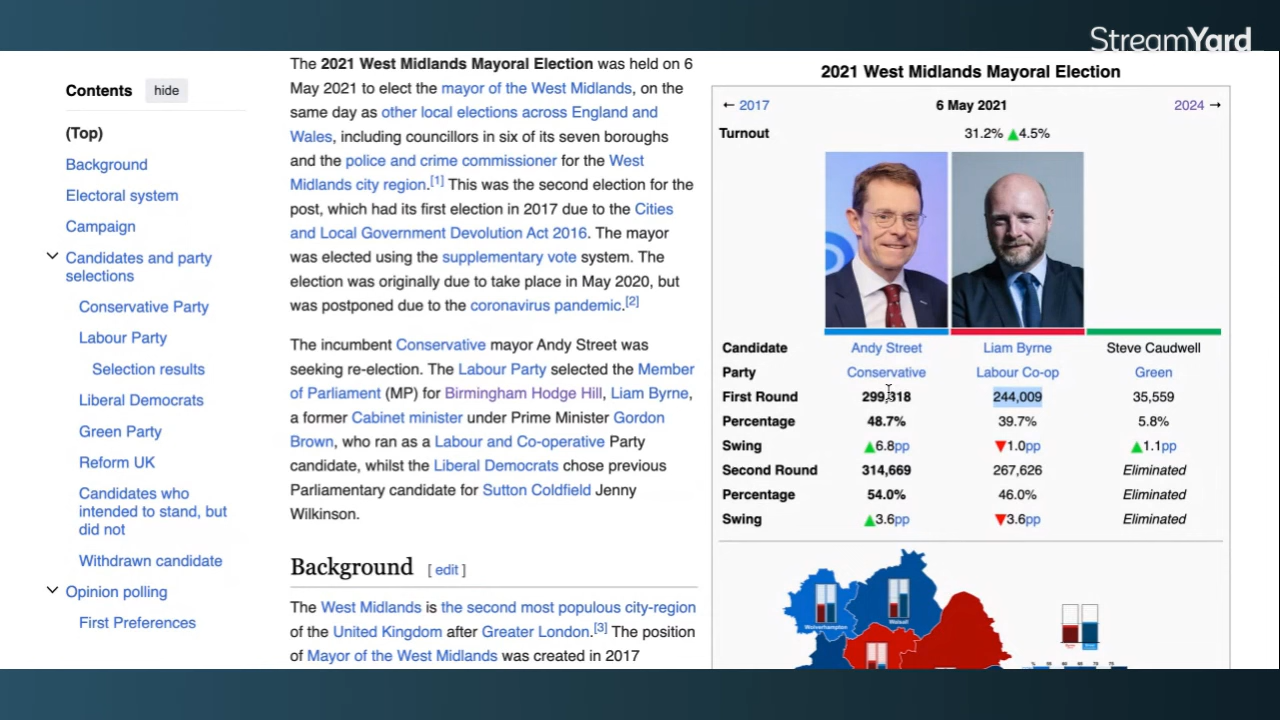 StreamYard
Contents hide
(Top)
Background
Electoral system
Campaign
Candidates and party
selections
Conservative Party
Labour Party
Selection results
Liberal Democrats
Green Party
Reform UK
Candidates who
intended to stand, but
did not
Withdrawn candidate
Opinion polling
First Preferences
The 2021 West Midlands Mayoral Election was held on 6
May 2021 to elect the mayor of the West Midlands, on the
same day as other local elections across England and
Wales, including councillors in six of its seven boroughs
and the police and crime commissioner for the West
Midlands city region.[1] This was the second election for the
post, which had its first election in 2017 due to the Cities
and Local Government Devolution Act 2016. The mayor
was elected using the supplementary vote system. The
election was originally due to take place in May 2020, but
was postponed due to the coronavirus pandemic.[2]
The incumbent Conservative mayor Andy Street was
seeking re-election. The Labour Party selected the Member
of Parliament (MP) for Birmingham Hodge Hill, Liam Byrne,
a former Cabinet minister under Prime Minister Gordon
Brown, who ran as a Labour and Co-operative Party
candidate, whilst the Liberal Democrats chose previous
Parliamentary candidate for Sutton Coldfield Jenny
Wilkinson.
Background [ edit ]
The West Midlands is the second most populous city-region
of the United Kingdom after Greater London.[3] The position
of Mayor of the West Midlands was created in 2017
2021 West Midlands Mayoral Election
← 2017 6 May 2021 2024 →
Turnout 31.2% ▲4.5%
Candidate Andy Street Liam Byrne Steve Caudwell
Party Conservative Labour Co-op Green
First Round 299,318 244,009 35,559
Percentage 48.7% 39.7% 5.8%
Swing ▲6.8pp ▼1.0pp ▲1.1pp
Second Round 314,669 267,626 Eliminated
Percentage 54.0% 46.0% Eliminated
Swing ▲3.6pp ▼3.6pp Eliminated
Wolverhampton
Walsall